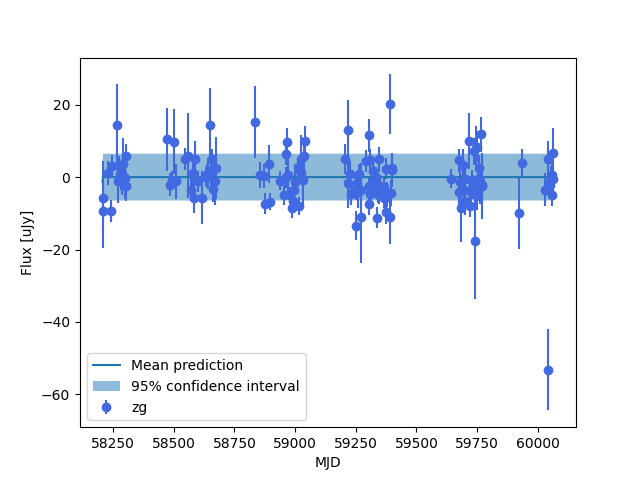 20
0
−20
−40
−60
Flux [uJy]
Mean prediction
95% confidence interval
zg
58250 58500 58750 59000 59250 59500 59750 60000
MJD